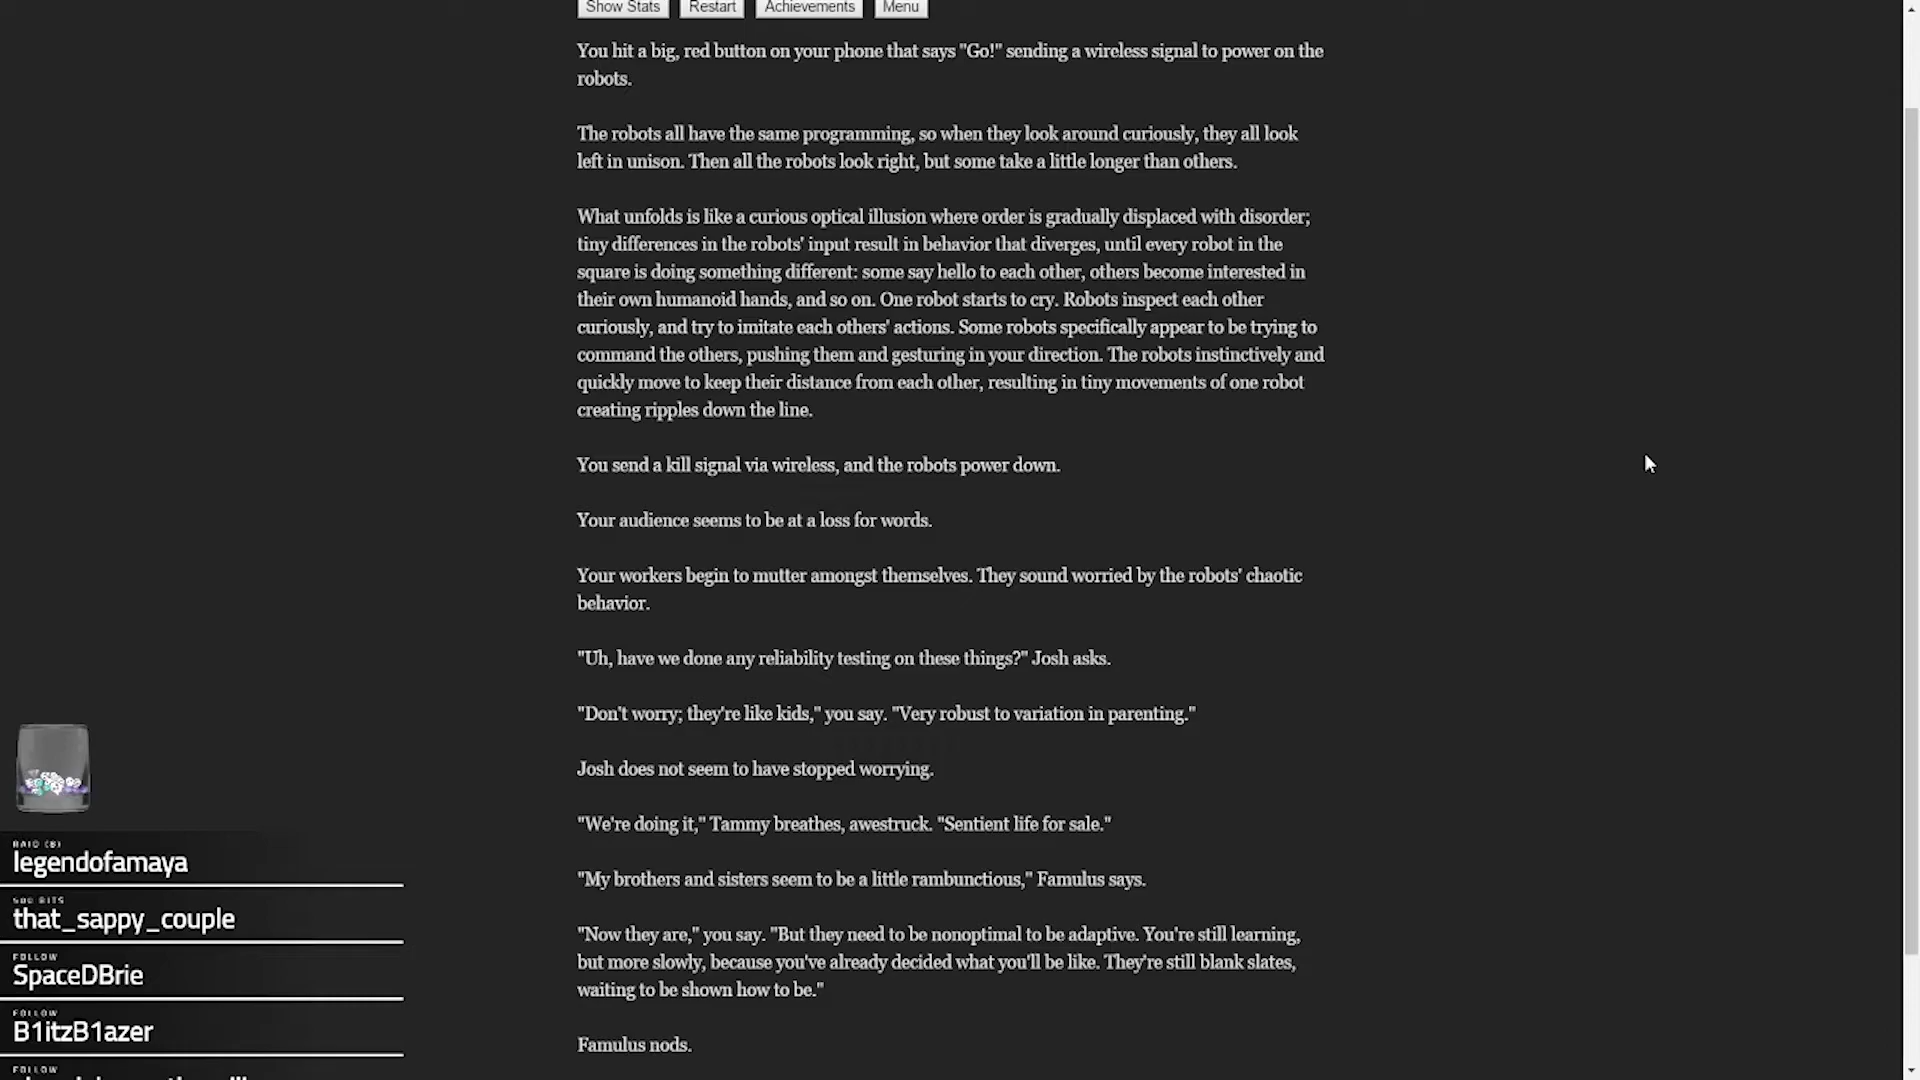 Show Stats Restart Achievements Menu
You hit a big, red button on your phone that says "Go!" sending a wireless signal to power on the
robots.
The robots all have the same programming, so when they look around curiously, they all look
left in unison. Then all the robots look right, but some take a little longer than others.
What unfolds is like a curious optical illusion where order is gradually displaced with disorder;
tiny differences in the robots' input result in behavior that diverges, until every robot in the
square is doing something different: some say hello to each other, others become interested in
their own humanoid hands, and so on. One robot starts to cry. Robots inspect each other
curiously, and try to imitate each others' actions. Some robots specifically appear to be trying to
command the others, pushing them and gesturing in your direction. The robots instinctively and
quickly move to keep their distance from each other, resulting in tiny movements of one robot
creating ripples down the line.
You send a kill signal via wireless, and the robots power down.
Your audience seems to be at a loss for words.
Your workers begin to mutter amongst themselves. They sound worried by the robots' chaotic
behavior.
"Uh, have we done any reliability testing on these things?" Josh asks.
"Don't worry; they're like kids," you say. "Very robust to variation in parenting."
Josh does not seem to have stopped worrying.
"We're doing it," Tammy breathes, awestruck. "Sentient life for sale."
"My brothers and sisters seem to be a little rambunctious," Famulus says.
"Now they are," you say. "But they need to be nonoptimal to be adaptive. You're still learning,
but more slowly, because you've already decided what you'll be like. They're still blank slates,
waiting to be shown how to be."
Famulus nods.
RAID (8)
legendofamaya
500 BITS
that_sappy_couple
FOLLOW
SpaceDBrie
FOLLOW
B1itzB1azer
FOLLOW